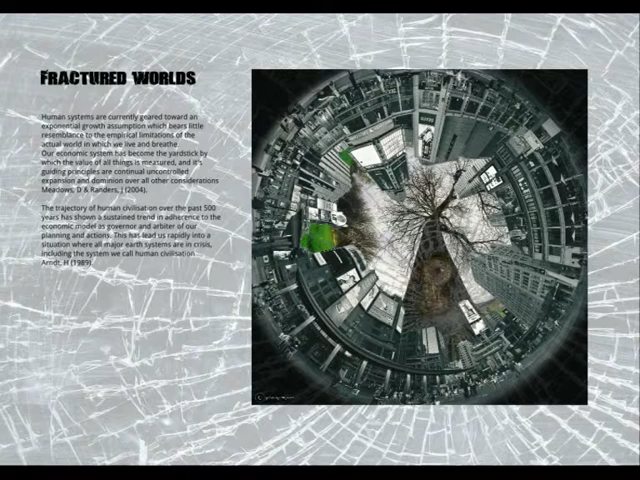 FRACTURED WORLDS
Human systems are currently geared toward an
exponential growth assumption which bears little
resemblance to the empirical limitations of the
actual world in which we live and breathe.
Our economic system has become the yardstick by
which the value of all things is measured, and it's
guiding principles are continual uncontrolled
expansion and dominion over all other considerations
Meadows, D & Randers, J (2004).
The trajectory of human civilisation over the past 500
years has shown a sustained trend in adherence to the
economic model as governor and arbiter of our
planning and actions. This has lead us rapidly into a
situation where all major earth systems are in crisis,
including the system we call human civilisation
Arndt, H (1989).